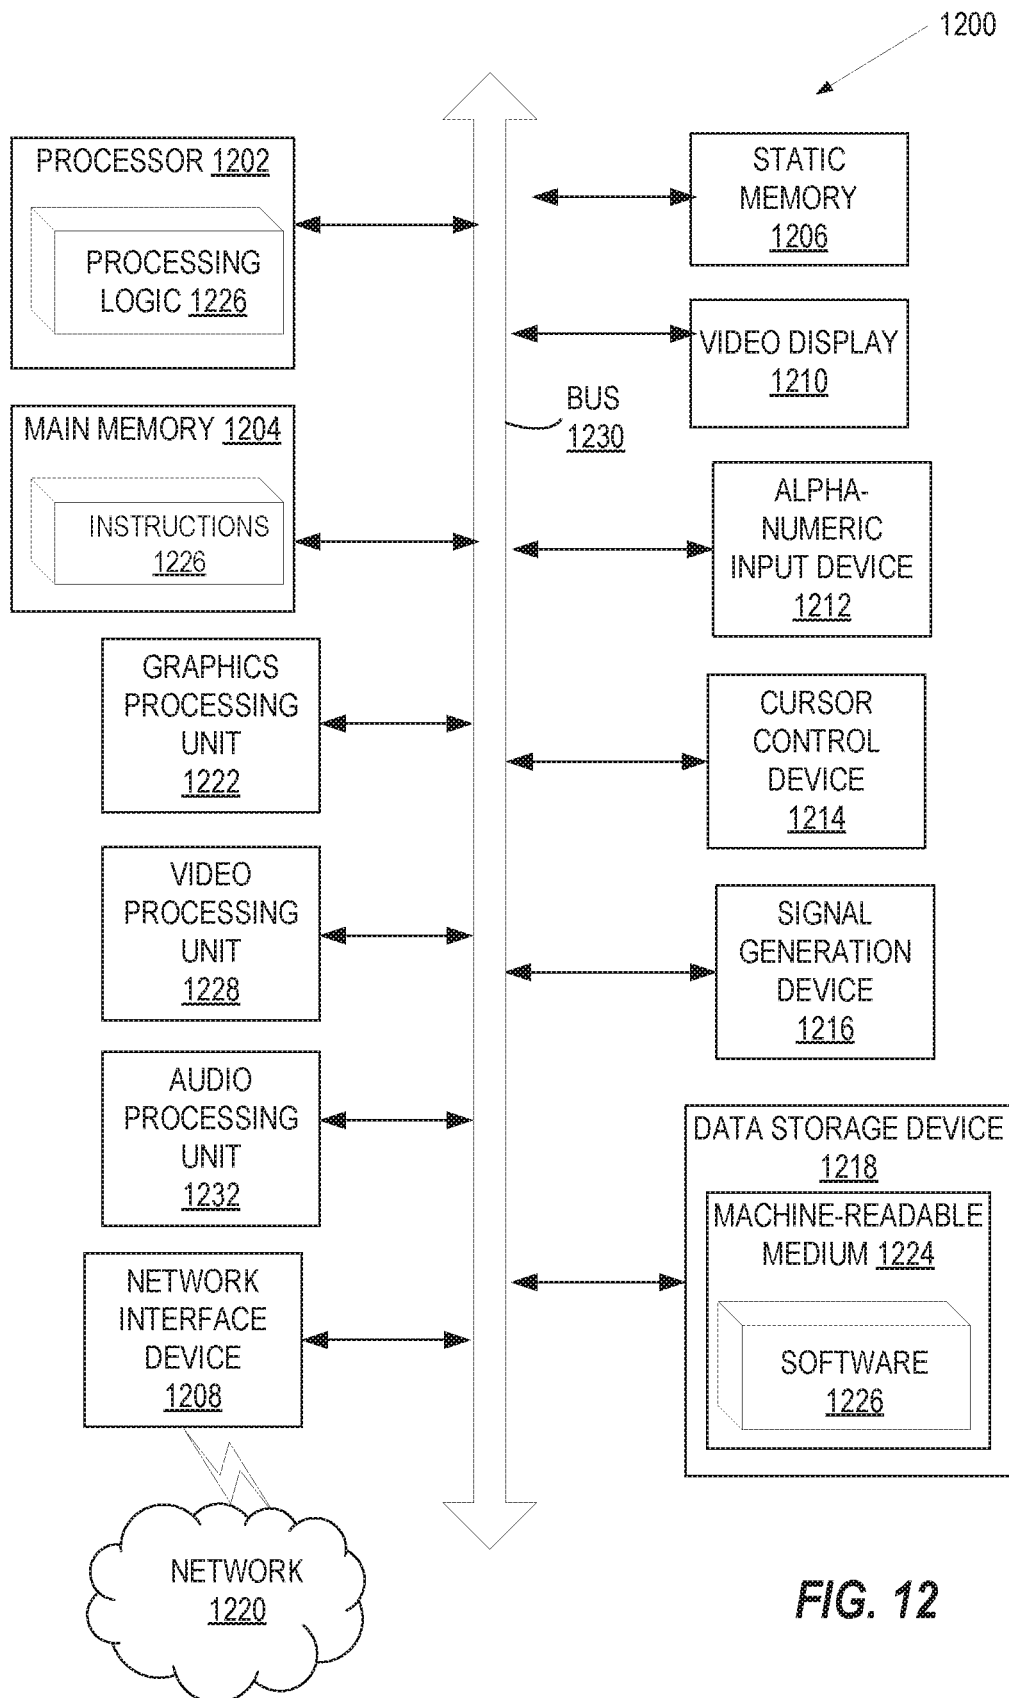 1200
PROCESSOR 1202
PROCESSING
LOGIC 1226
MAIN MEMORY 1204
INSTRUCTIONS
1226
GRAPHICS
PROCESSING
UNIT
1222
VIDEO
PROCESSING
UNIT
1228
AUDIO
PROCESSING
UNIT
1232
NETWORK
INTERFACE
DEVICE
1208
NETWORK
1220
BUS
1230
STATIC
MEMORY
1206
VIDEO DISPLAY
1210
ALPHA-
NUMERIC
INPUT DEVICE
1212
CURSOR
CONTROL
DEVICE
1214
SIGNAL
GENERATION
DEVICE
1216
DATA STORAGE DEVICE
1218
MACHINE-READABLE
MEDIUM 1224
SOFTWARE
1226
FIG. 12